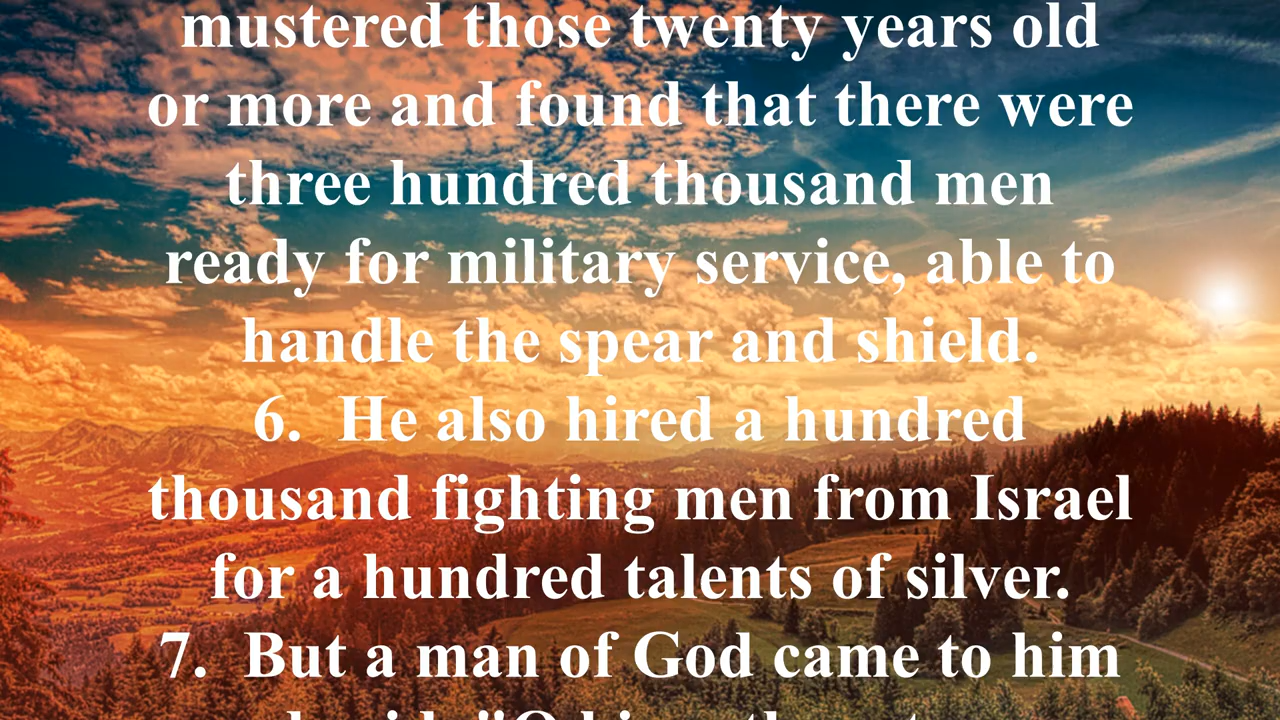 mustered those twenty years old
or more and found that there were
three hundred thousand men
ready for military service, able to
handle the spear and shield.
6. He also hired a hundred
thousand fighting men from Israel
for a hundred talents of silver.
7. But a man of God came to him